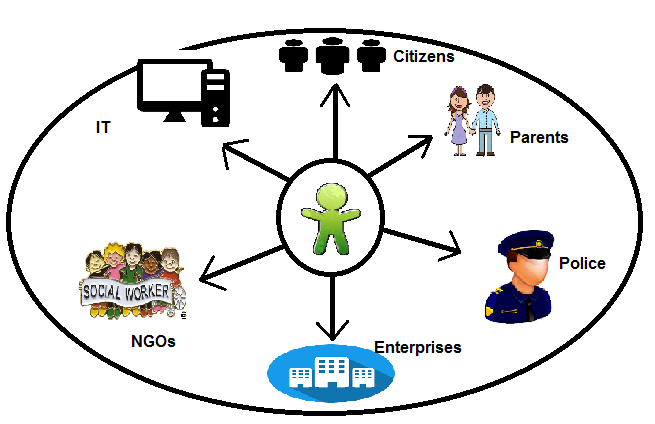 Citizens
IT
Parents
Police
SOCIAL WORKER
NGOs
Enterprises